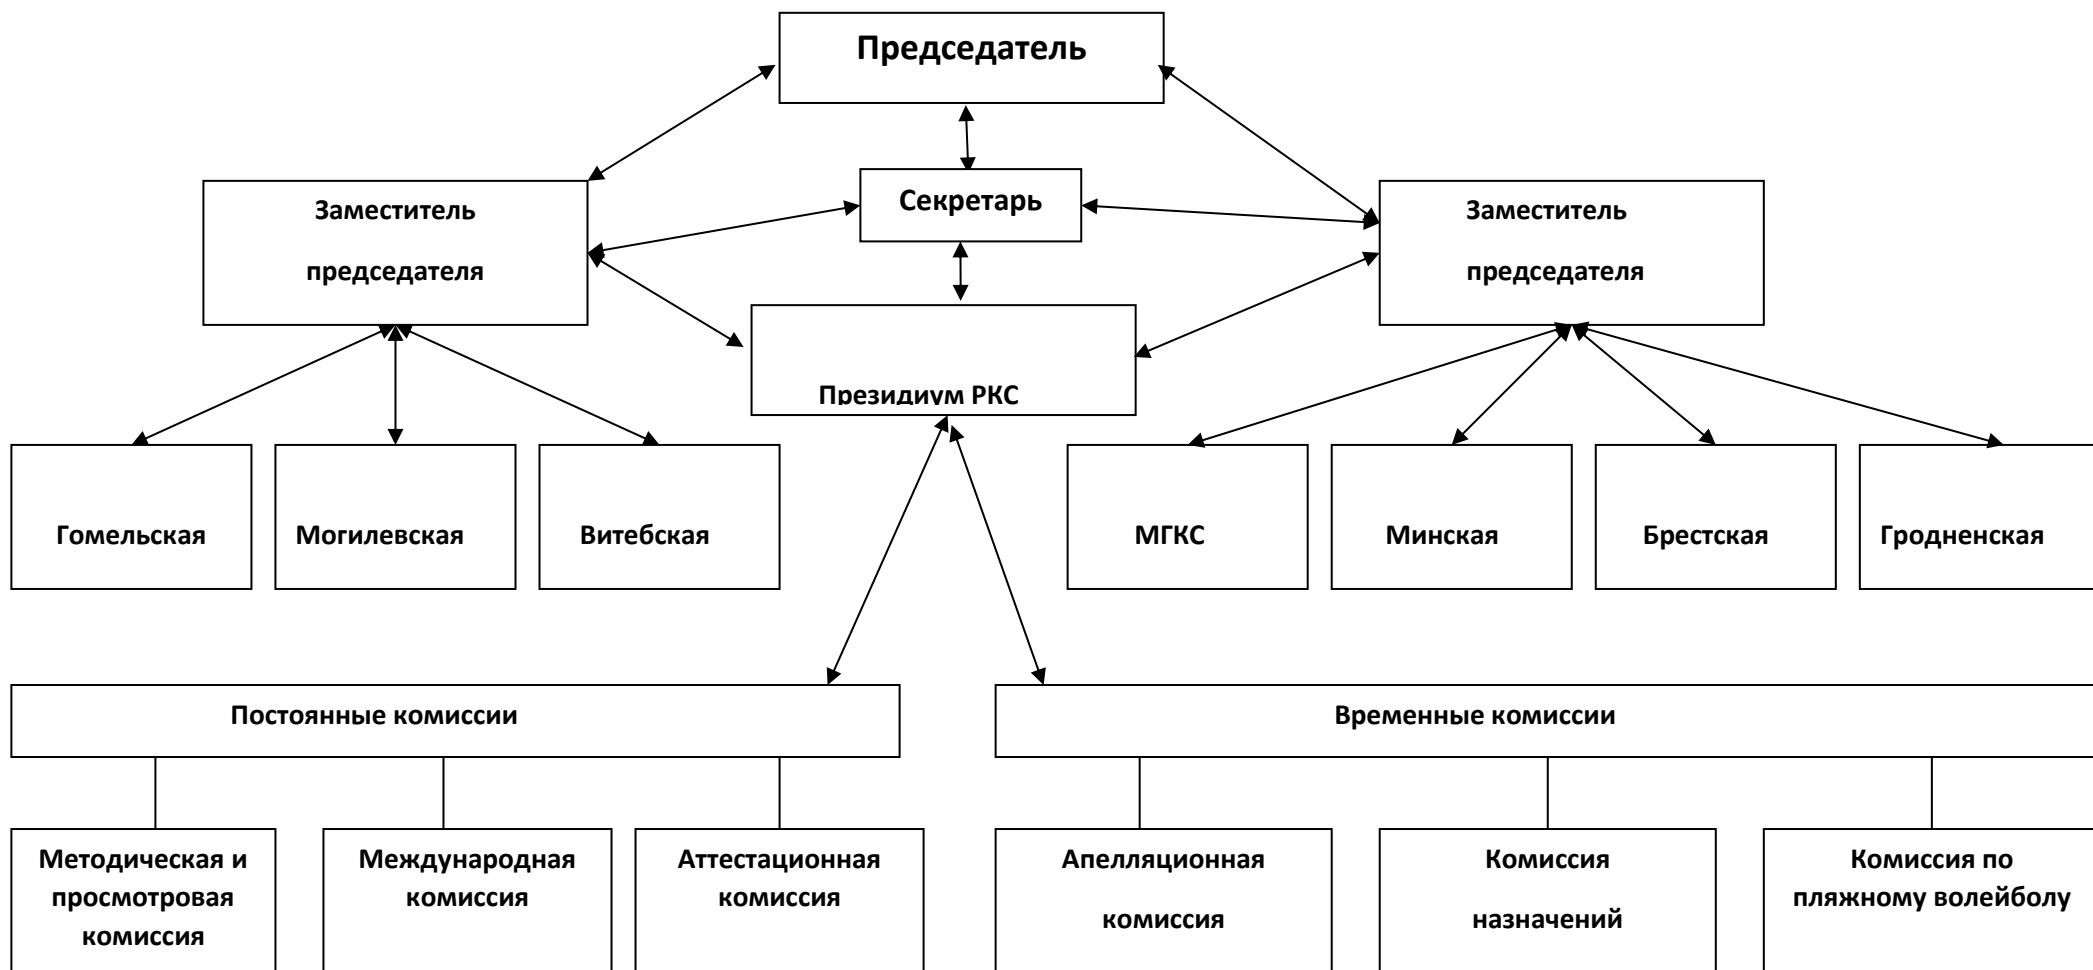 Председатель
Секретарь
Заместитель
председателя
Заместитель
председателя
Президиум РКС
Гомельская
Могилевская
Витебская
МГКС
Минская
Брестская
Гродненская
Постоянные комиссии
Временные комиссии
Методическая и
просмотровая
комиссия
Международная
комиссия
Аттестационная
комиссия
Апелляционная
комиссия
Комиссия
назначений
Комиссия по
пляжному волейболу